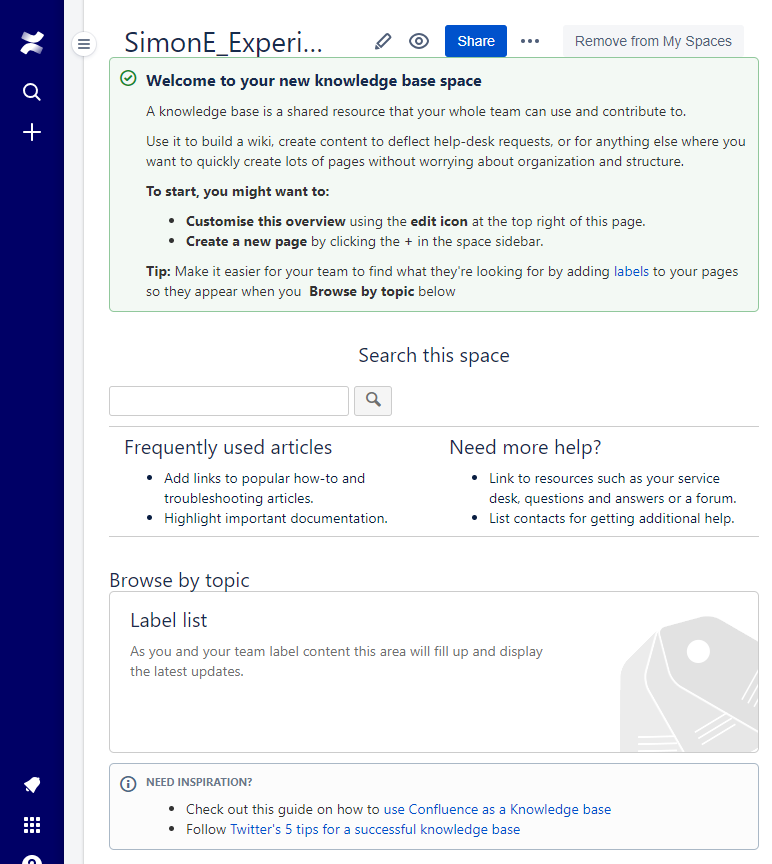 SimonE_Experi...
Share
Remove from My Spaces
Welcome to your new knowledge base space
A knowledge base is a shared resource that your whole team can use and contribute to.
Use it to build a wiki, create content to deflect help-desk requests, or for anything else where you
want to quickly create lots of pages without worrying about organization and structure.
To start, you might want to:
Customise this overview using the edit icon at the top right of this page.
Create a new page by clicking the + in the space sidebar.
Tip: Make it easier for your team to find what they're looking for by adding labels to your pages
so they appear when you Browse by topic below
Search this space
Frequently used articles
Add links to popular how-to and
troubleshooting articles.
Highlight important documentation.
Need more help?
Link to resources such as your service
desk, questions and answers or a forum.
List contacts for getting additional help.
Browse by topic
Label list
As you and your team label content this area will fill up and display
the latest updates.
NEED INSPIRATION?
Check out this guide on how to use Confluence as a Knowledge base
Follow Twitter's 5 tips for a successful knowledge base